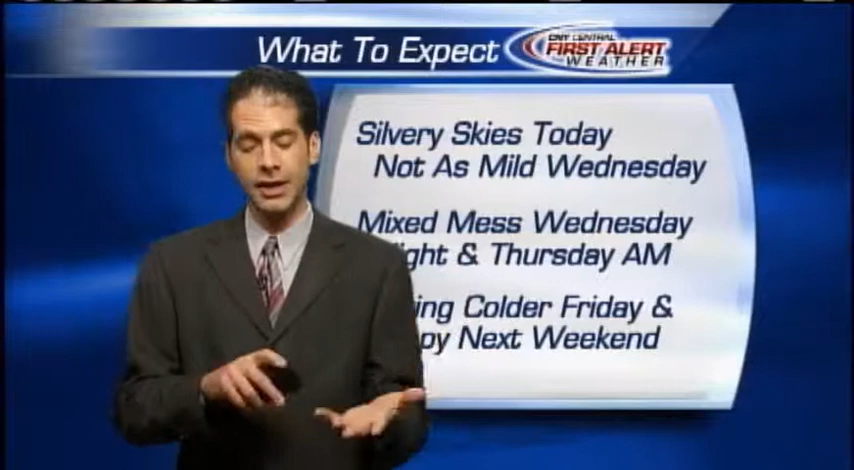 What To Expect
CNY CENTRAL
FIRST ALERT
WEATHER
Silvery Skies Today
Not As Mild Wednesday
Mixed Mess Wednesday
& Thursday AM
Colder Friday &
Next Weekend